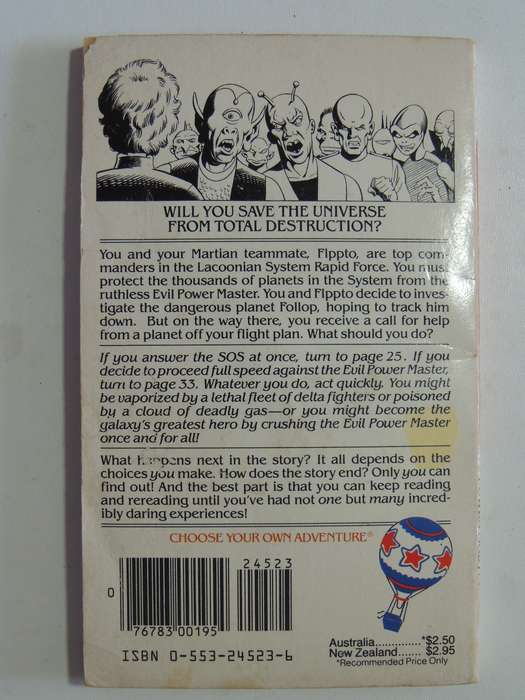 WILL YOU SAVE THE UNIVERSE
FROM TOTAL DESTRUCTION?
You and your Martian teammate, Flppto, are top com-
manders in the Lacoonian System Rapid Force. You must
protect the thousands of planets in the System from the
ruthless Evil Power Master. You and Flppto decide to inves-
tigate the dangerous planet Follop, hoping to track him
down. But on the way there, you receive a call for help
from a planet off your flight plan. What should you do?
If you answer the SOS at once, turn to page 25. If you
decide to proceed full speed against the Evil Power Master,
turn to page 33. Whatever you do, act quickly. You might
be vaporized by a lethal fleet of delta fighters or poisoned
by a cloud of deadly gas—or you might become the
galaxy's greatest hero by crushing the Evil Power Master
once and for all!
What happens next in the story? It all depends on the
choices you make. How does the story end? Only you can
find out! And the best part is that you can keep reading
and rereading until you've had not one but many incred-
ibly daring experiences!
CHOOSE YOUR OWN ADVENTURE®
24523
0
76783 00195
ISBN 0-553-24523-6
Australia............. *$2.50
New Zealand....... $2.95
*Recommended Price Only